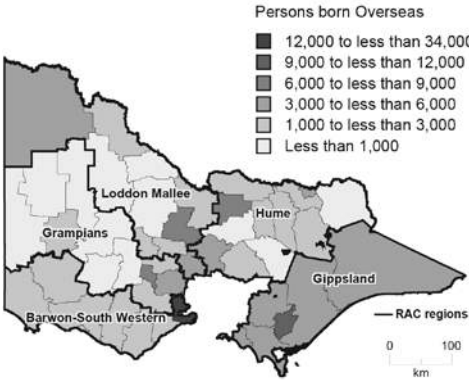 Persons born Overseas
12,000 to less than 34,000
9,000 to less than 12,000
6,000 to less than 9,000
3,000 to less than 6,000
1,000 to less than 3,000
Less than 1,000
Loddon Mallee
Hume
Grampians
Gippsland
Barwon-South Western
RAC regions
0 100
km